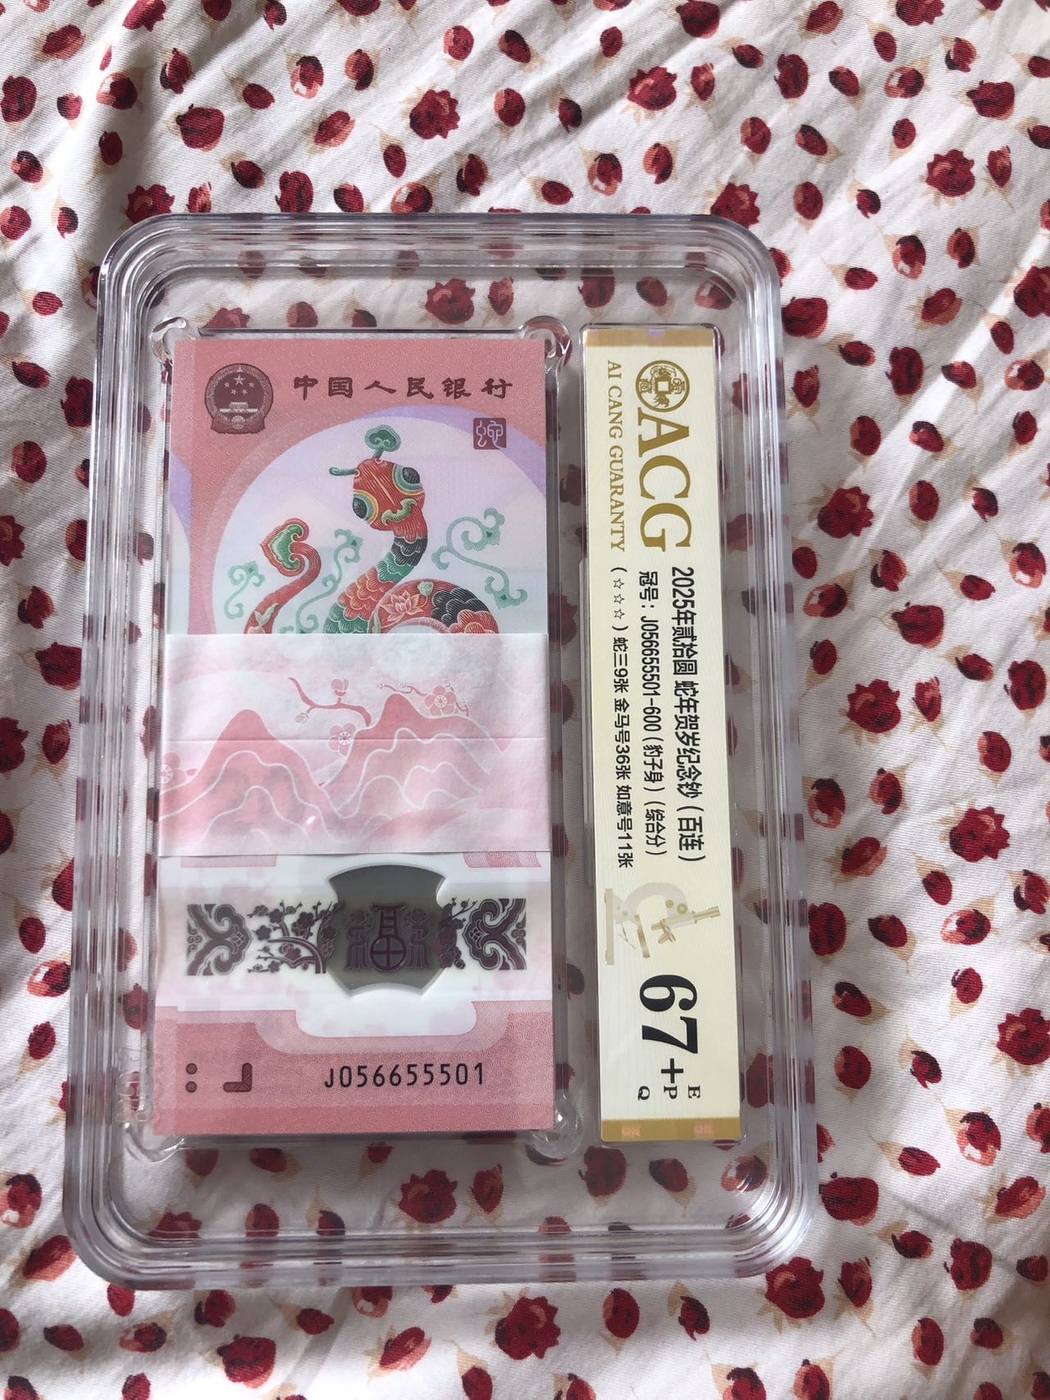 中国人民银行
蛇
福
J056655501
ACG
AI CANG GUARANTY
2025年贰拾圆 蛇年贺岁纪念钞（百连）
冠号：J056655501-600（豹子身）（综合分）
（☆☆☆）蛇三9张 金马号36张 如意号11张
67+
E
P
Q